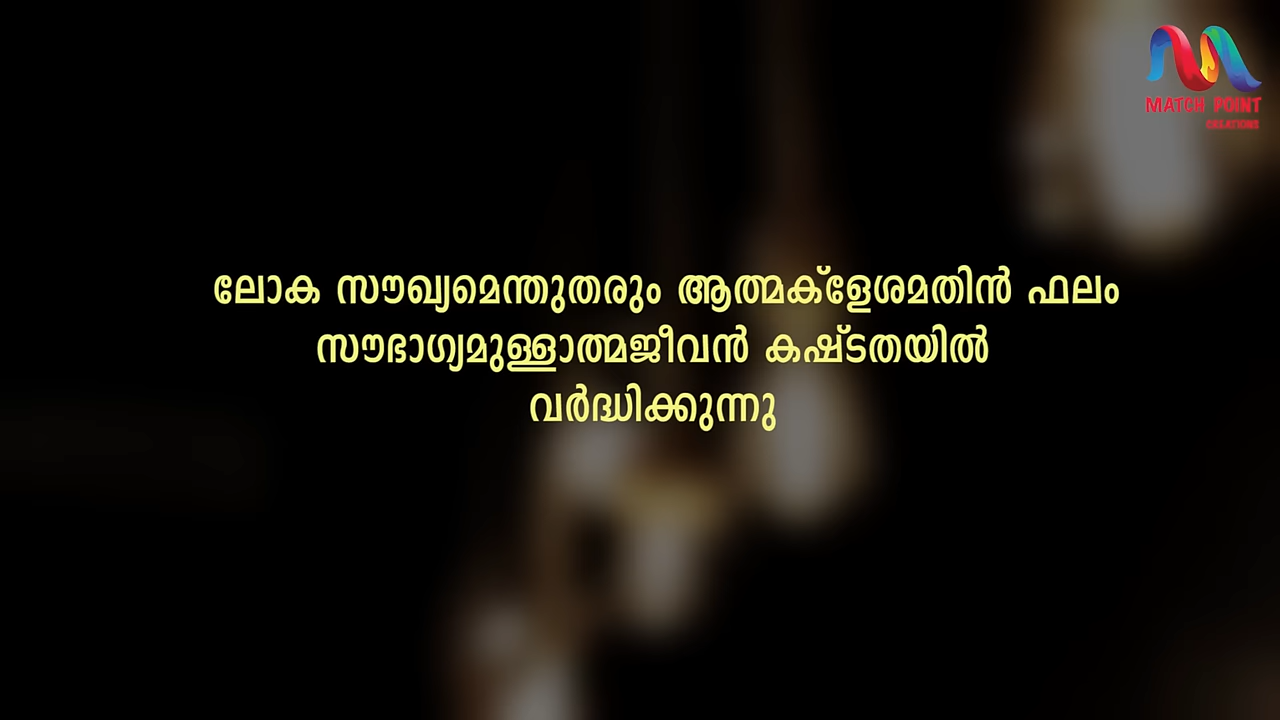 MATCH POINT
CREATIONS
ലോക സൗഖ്യമെന്തുതരും ആത്മക്ളേശമതിൻ ഫലം
സൗഭാഗ്യമുള്ളാത്മജീവൻ കഷ്ടതയിൽ
വർദ്ധിക്കുന്നു